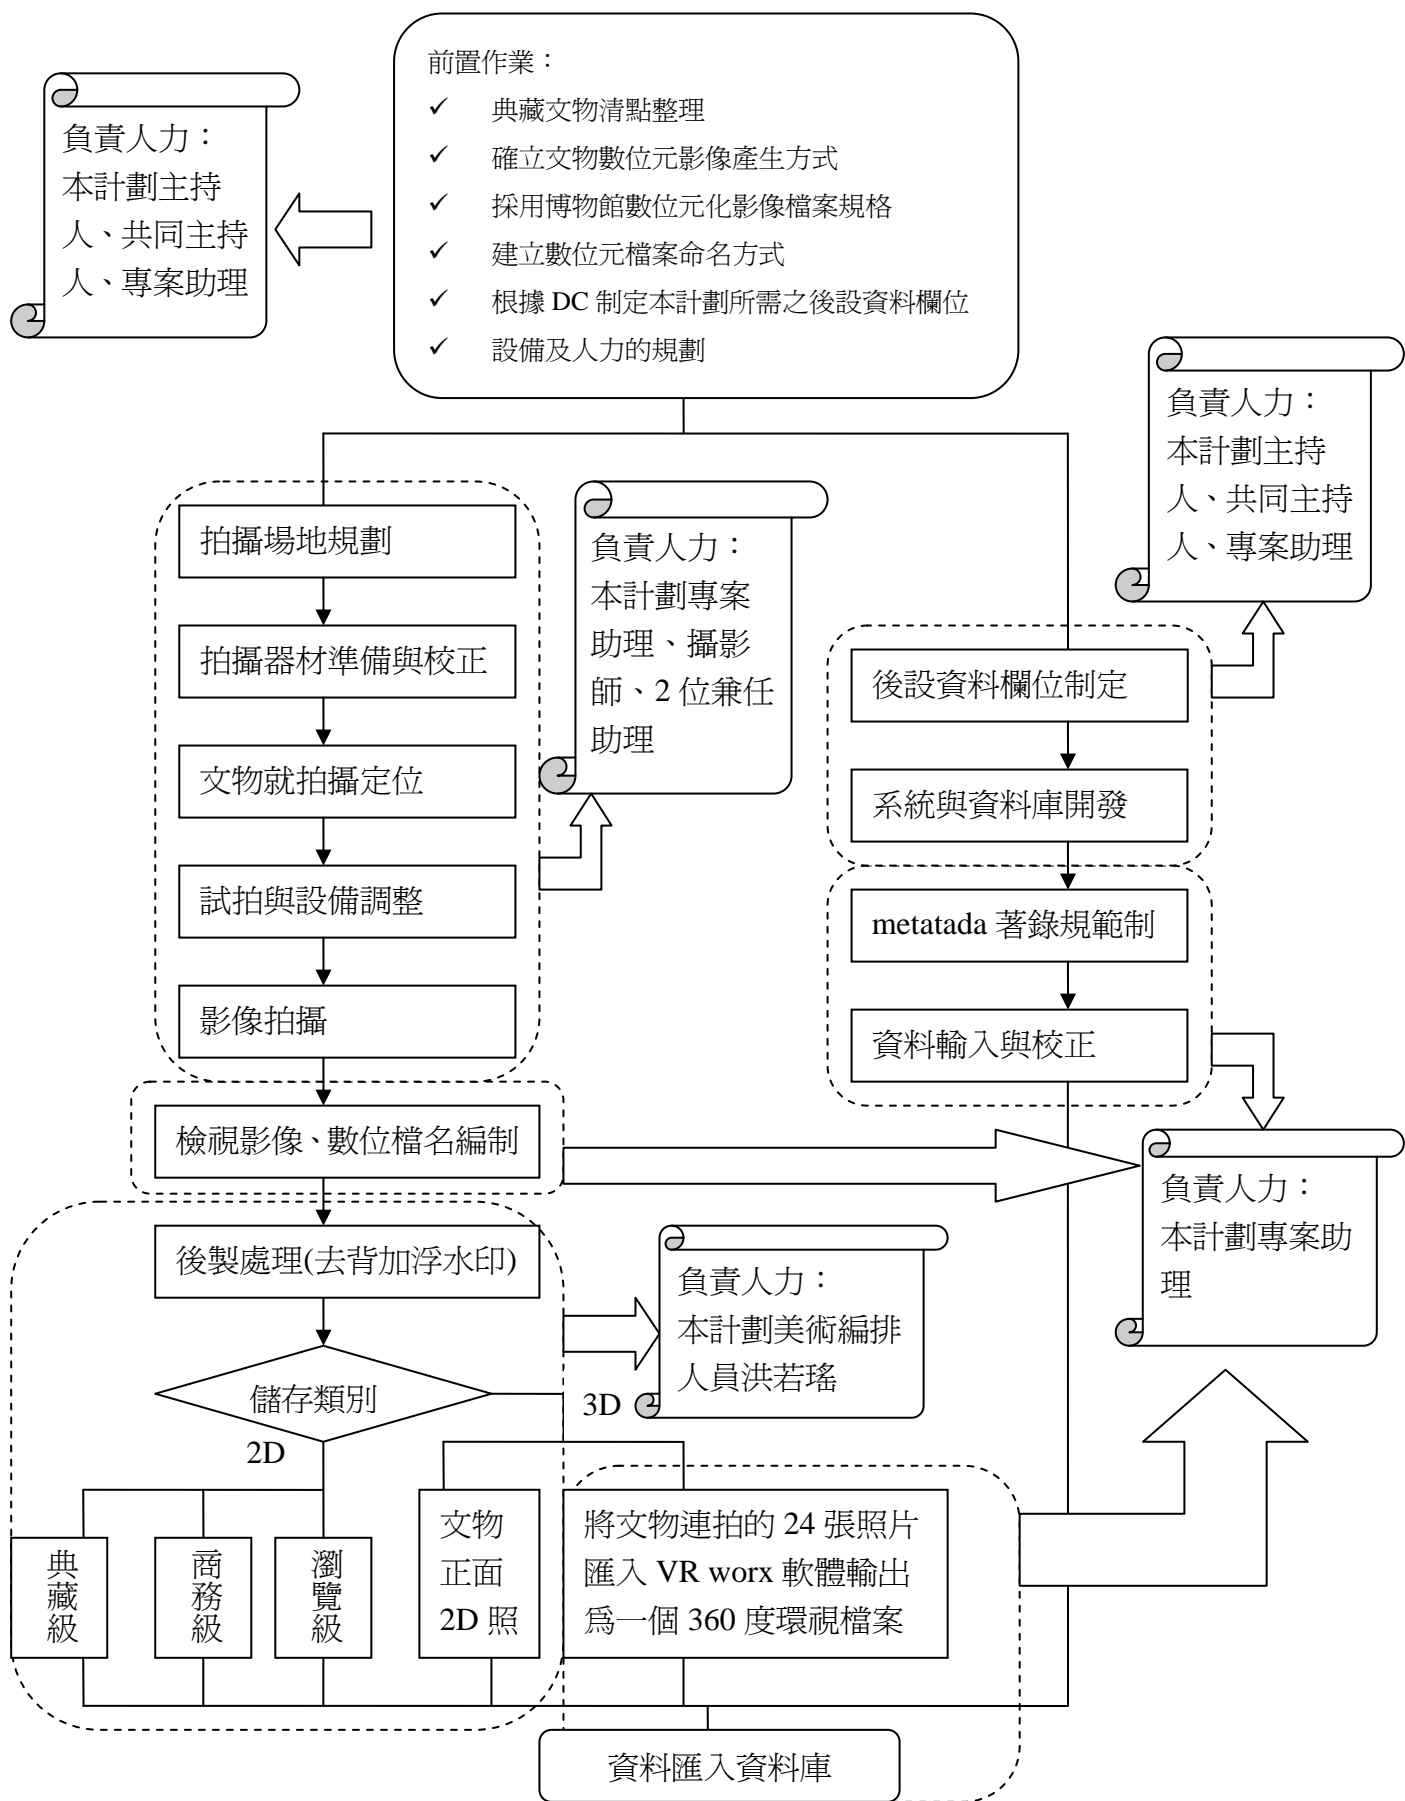 前置作業：
✓ 典藏文物清點整理
✓ 確立文物數位元影像產生方式
✓ 採用博物館數位元化影像檔案規格
✓ 建立數位元檔案命名方式
✓ 根據 DC 制定本計劃所需之後設資料欄位
✓ 設備及人力的規劃
負責人力：
本計劃主持
人、共同主持
人、專案助理
負責人力：
本計劃主持
人、共同主持
人、專案助理
拍攝場地規劃
拍攝器材準備與校正
文物就拍攝定位
試拍與設備調整
影像拍攝
負責人力：
本計劃專案
助理、攝影
師、2 位兼任
助理
後設資料欄位制定
系統與資料庫開發
metatada 著錄規範制
資料輸入與校正
檢視影像、數位檔名編制
負責人力：
本計劃專案助
理
後製處理(去背加浮水印)
負責人力：
本計劃美術編排
人員洪若瑤
儲存類別
3D
2D
典藏級
商務級
瀏覽級
文物
正面
2D 照
將文物連拍的 24 張照片
匯入 VR worx 軟體輸出
為一個 360 度環視檔案
資料匯入資料庫